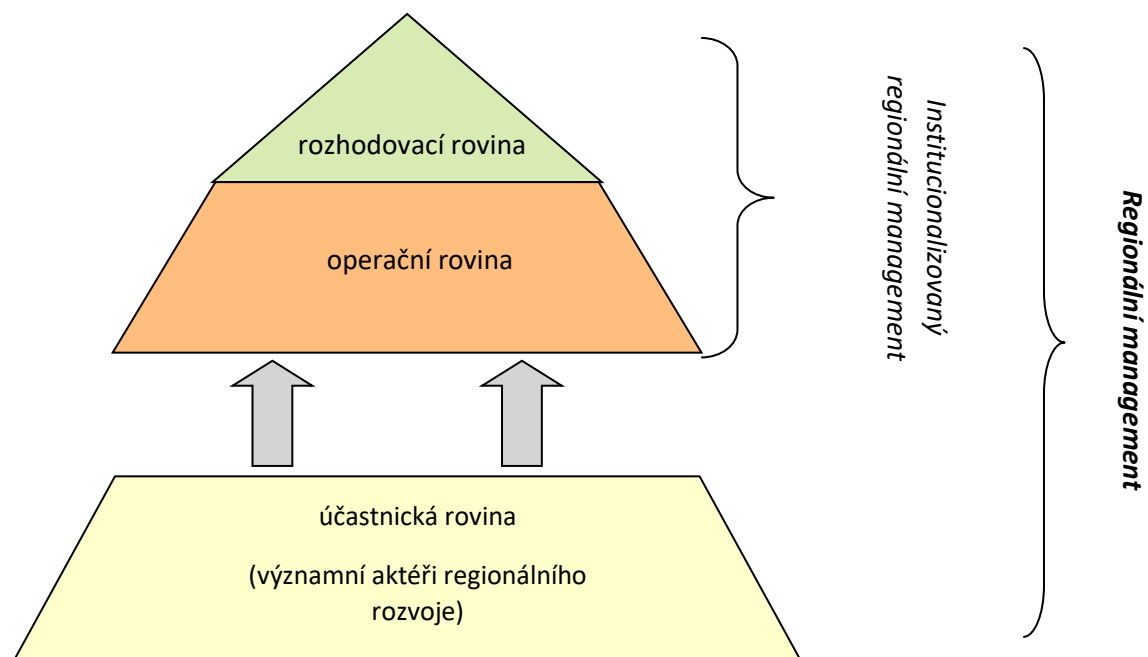 rozhodovací rovina
operační rovina
účastnická rovina
(významní aktéři regionálního
rozvoje)
Institucionalizovaný
regionální management
Regionální management